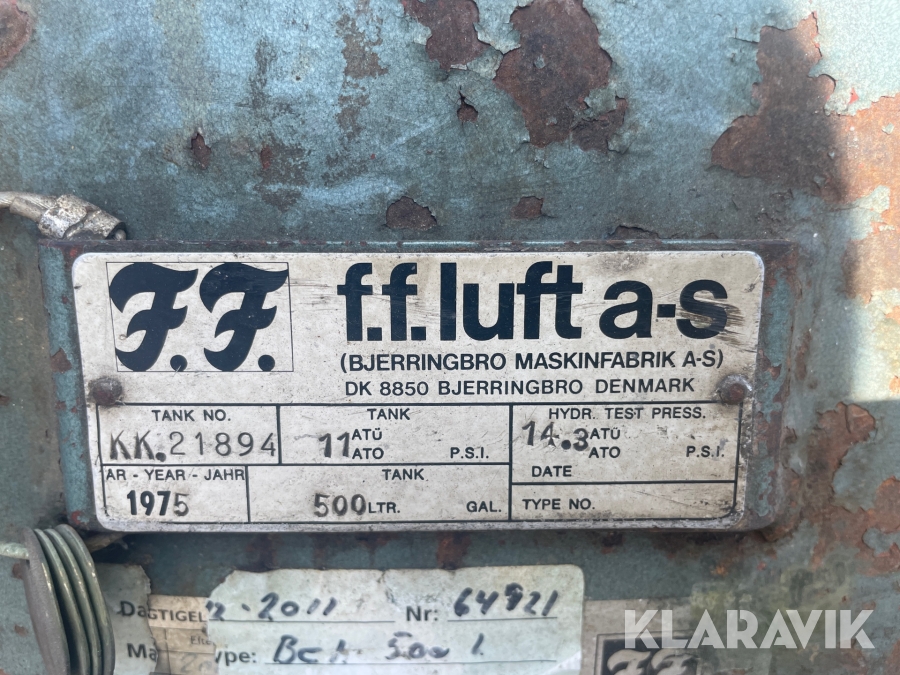 F.F. f.f. luft a-s
(BJERRINGBRO MASKINFABRIK A-S)
DK 8850 BJERRINGBRO DENMARK
TANK NO. KK.21894
TANK 11 ATÜ ATO P.S.I.
HYDR. TEST PRESS. 14.3 ATÜ ATO P.S.I.
DATE
AR - YEAR - JAHR 1975
TANK 500 LTR. GAL.
TYPE NO.
2-2011 Nr: 64921
ype: 500 l
KLARAVIK